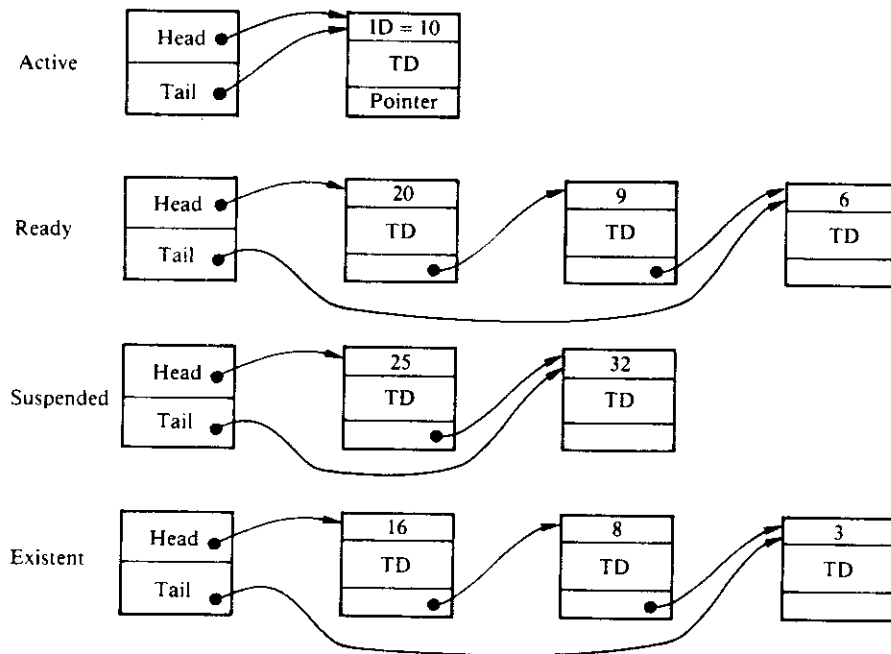 Active
Head
Tail
ID = 10
TD
Pointer
Ready
Head
Tail
20
TD
9
TD
6
TD
Suspended
Head
Tail
25
TD
32
TD
Existent
Head
Tail
16
TD
8
TD
3
TD